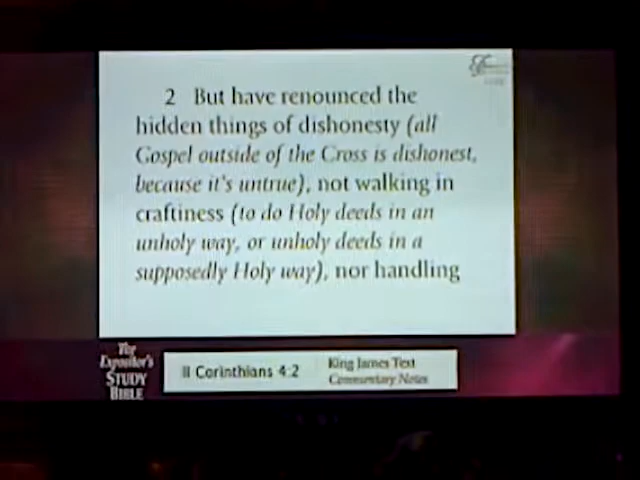 2 But have renounced the
hidden things of dishonesty (all
Gospel outside of the Cross is dishonest,
because it's untrue), not walking in
craftiness (to do Holy deeds in an
unholy way, or unholy deeds in a
supposedly Holy way), nor handling
The
Expositor's
STUDY
BIBLE
II Corinthians 4:2
King James Text
Commentary Notes